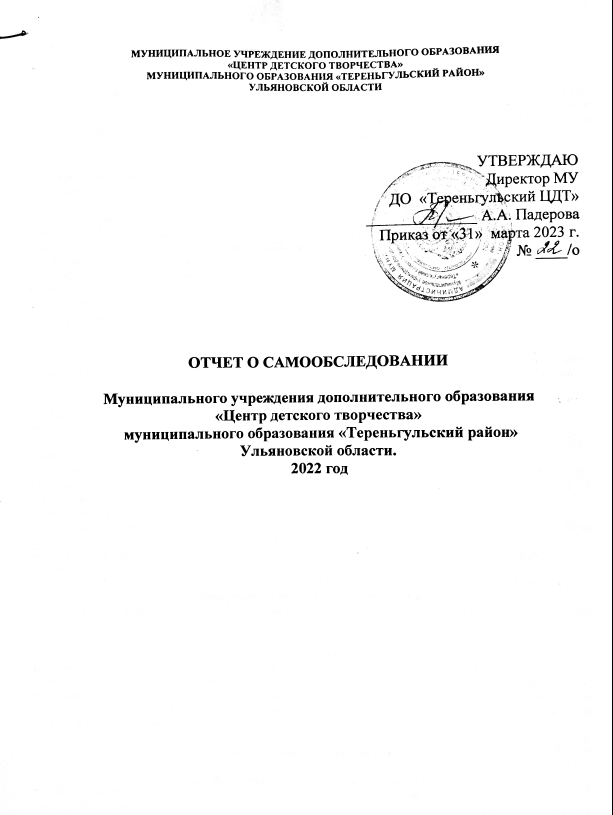 МУНИЦИПАЛЬНОЕ УЧРЕЖДЕНИЕ ДОПОЛНИТЕЛЬНОГО ОБРАЗОВАНИЯ
«ЦЕНТР ДЕТСКОГО ТВОРЧЕСТВА»
МУНИЦИПАЛЬНОГО ОБРАЗОВАНИЯ «ТЕРЕНЬГУЛЬСКИЙ РАЙОН»
УЛЬЯНОВСКОЙ ОБЛАСТИ
УТВЕРЖДАЮ
Директор МУ
ДО «Тереньгульский ЦДТ»
А.А. Падерова
Приказ от «31» марта 2023 г.
№ 22 /о
ОТЧЕТ О САМООБСЛЕДОВАНИИ
Муниципального учреждения дополнительного образования
«Центр детского творчества»
муниципального образования «Тереньгульский район»
Ульяновской области.
2022 год